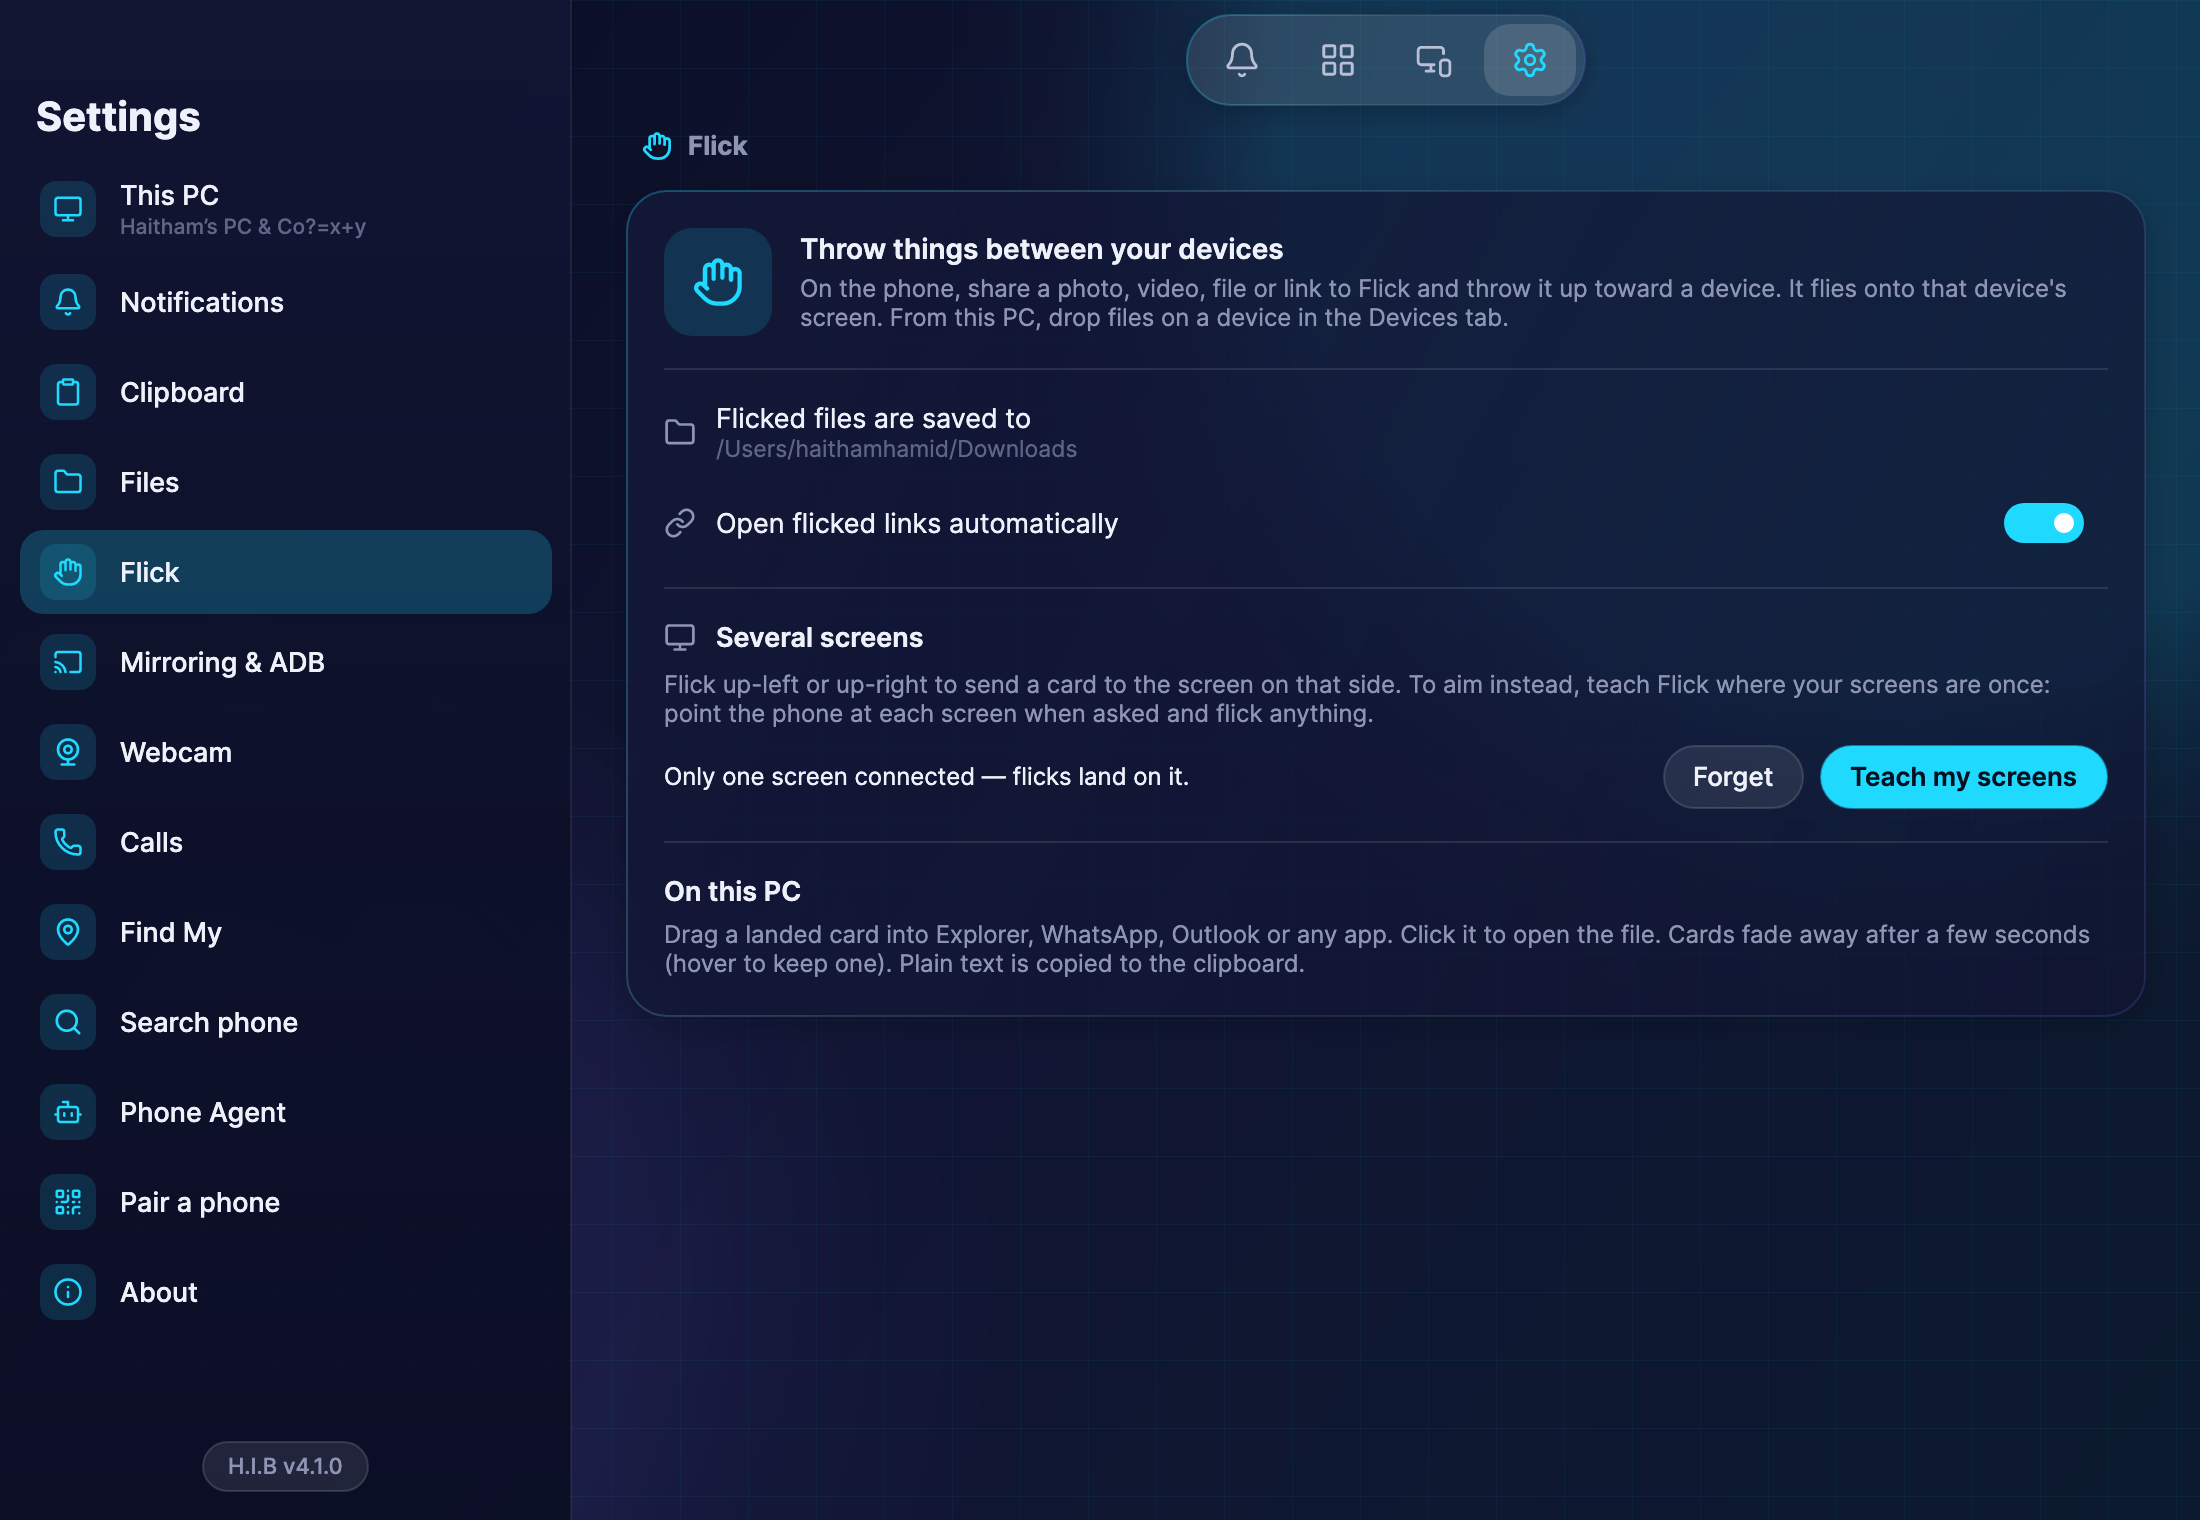 Settings
This PC
Haitham’s PC & Co?=x+y
Notifications
Clipboard
Files
Flick
Mirroring & ADB
Webcam
Calls
Find My
Search phone
Phone Agent
Pair a phone
About
H.I.B v4.1.0
Flick
Throw things between your devices
On the phone, share a photo, video, file or link to Flick and throw it up toward a device. It flies onto that device's
screen. From this PC, drop files on a device in the Devices tab.
Flicked files are saved to
/Users/haithamhamid/Downloads
Open flicked links automatically
Several screens
Flick up-left or up-right to send a card to the screen on that side. To aim instead, teach Flick where your screens are once:
point the phone at each screen when asked and flick anything.
Only one screen connected — flicks land on it.
Forget
Teach my screens
On this PC
Drag a landed card into Explorer, WhatsApp, Outlook or any app. Click it to open the file. Cards fade away after a few seconds
(hover to keep one). Plain text is copied to the clipboard.